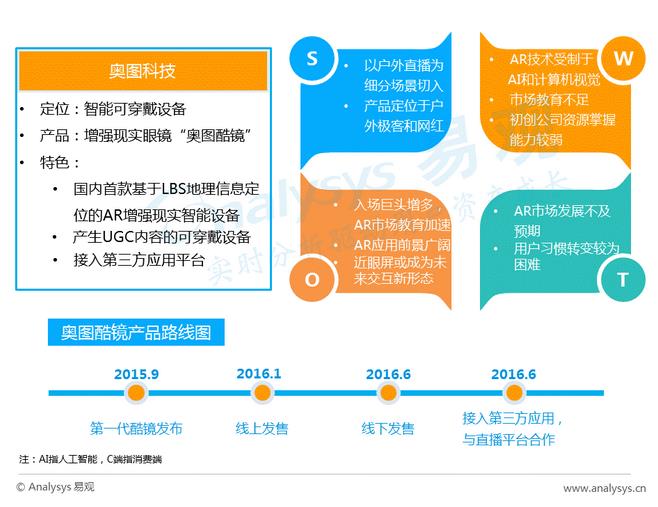 奥图科技
• 定位：智能可穿戴设备
• 产品：增强现实眼镜“奥图酷镜”
• 特色：
• 国内首款基于LBS地理信息定
位的AR增强现实智能设备
• 产生UGC内容的可穿戴设备
• 接入第三方应用平台
S
• 以户外直播为
细分场景切入
• 产品定位于户
外极客和网红
W
• AR技术受制于
AI和计算机视觉
• 市场教育不足
• 初创公司资源掌握
能力较弱
O
• 入场巨头增多，
AR市场教育加速
• AR应用前景广阔
• 近眼屏或成为未
来交互新形态
T
• AR市场发展不及
预期
• 用户习惯转变较为
困难
Analysys 易观
奥图酷镜产品路线图
2015.9
2016.1
2016.6
2016.6
第一代酷镜发布
线上发售
线下发售
接入第三方应用，
与直播平台合作
注：AI指人工智能，C端指消费端
© Analysys 易观
www.analysys.cn